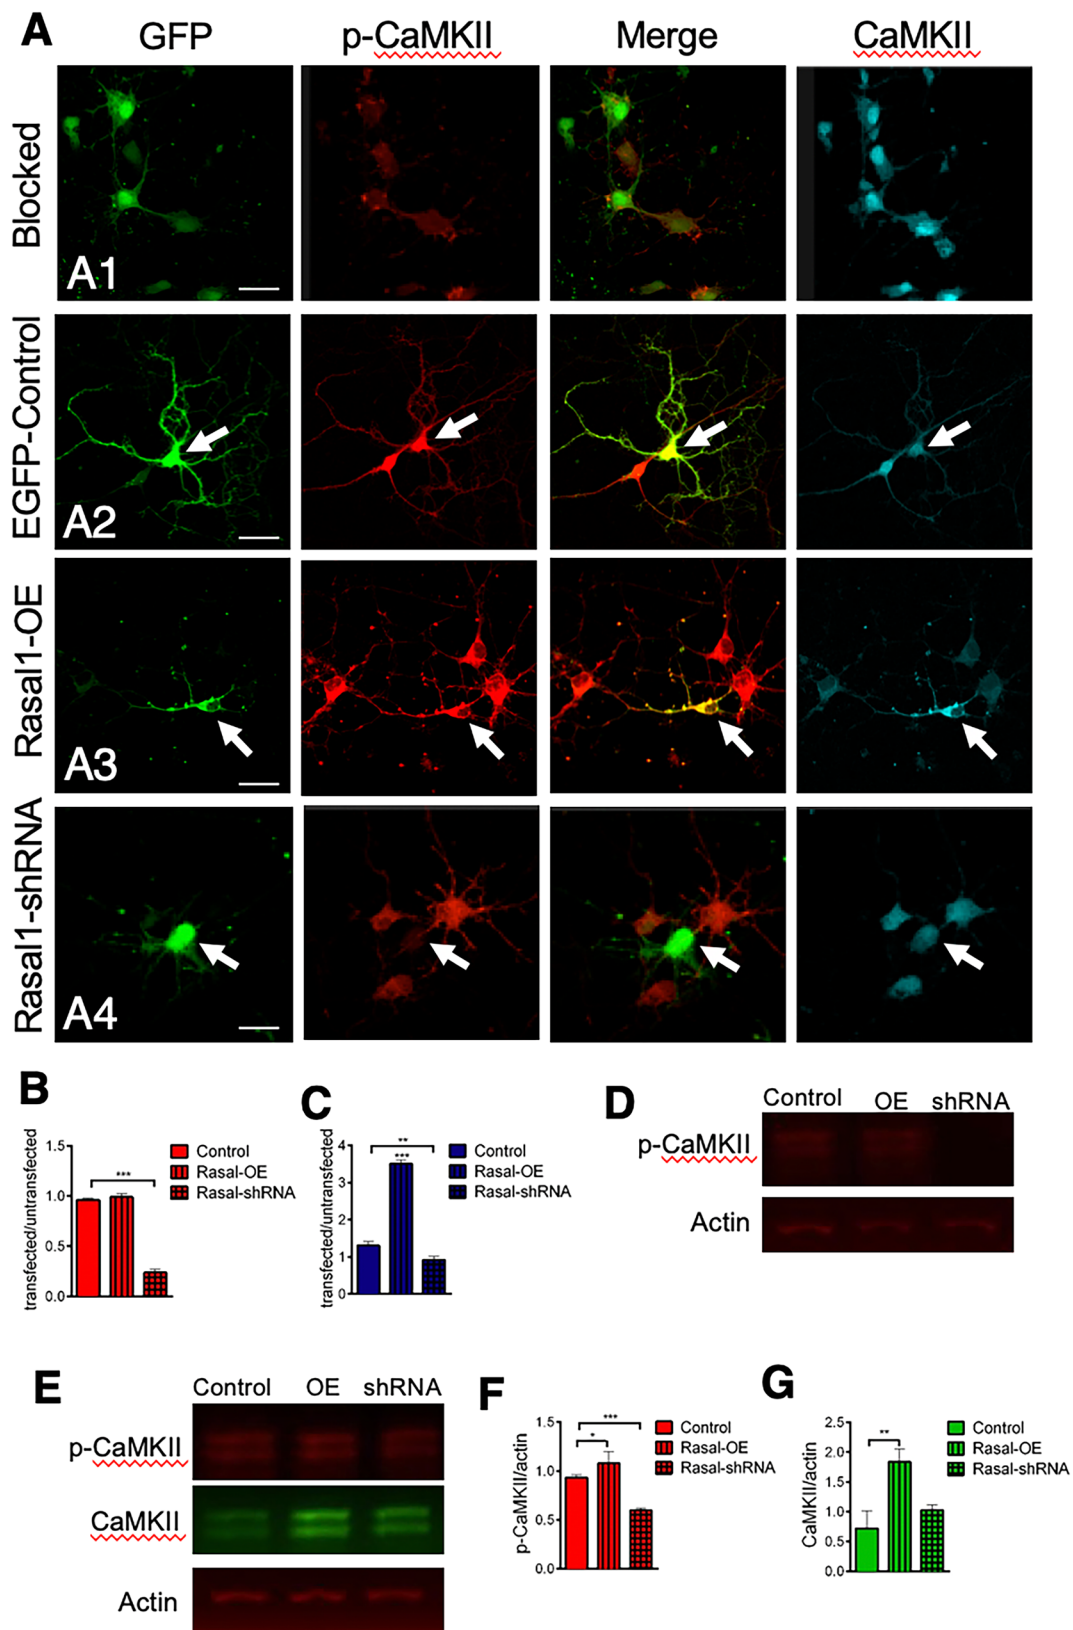 A
GFP
p-CaMKII
Merge
CaMKII
Blocked
A1
EGFP-Control
A2
Rasal1-OE
A3
Rasal1-shRNA
A4
B
transfected/untransfected
1.5
1.0
0.5
0.0
***
Control
Rasal-OE
Rasal-shRNA
C
transfected/untransfected
4
3
2
1
0
**
***
Control
Rasal-OE
Rasal-shRNA
D
Control
OE
shRNA
p-CaMKII
Actin
E
Control
OE
shRNA
p-CaMKII
CaMKII
Actin
F
p-CaMKII/actin
1.5
1.0
0.5
0.0
***
*
Control
Rasal-OE
Rasal-shRNA
G
CaMKII/actin
2.5
2.0
1.5
1.0
0.5
0.0
**
Control
Rasal-OE
Rasal-shRNA